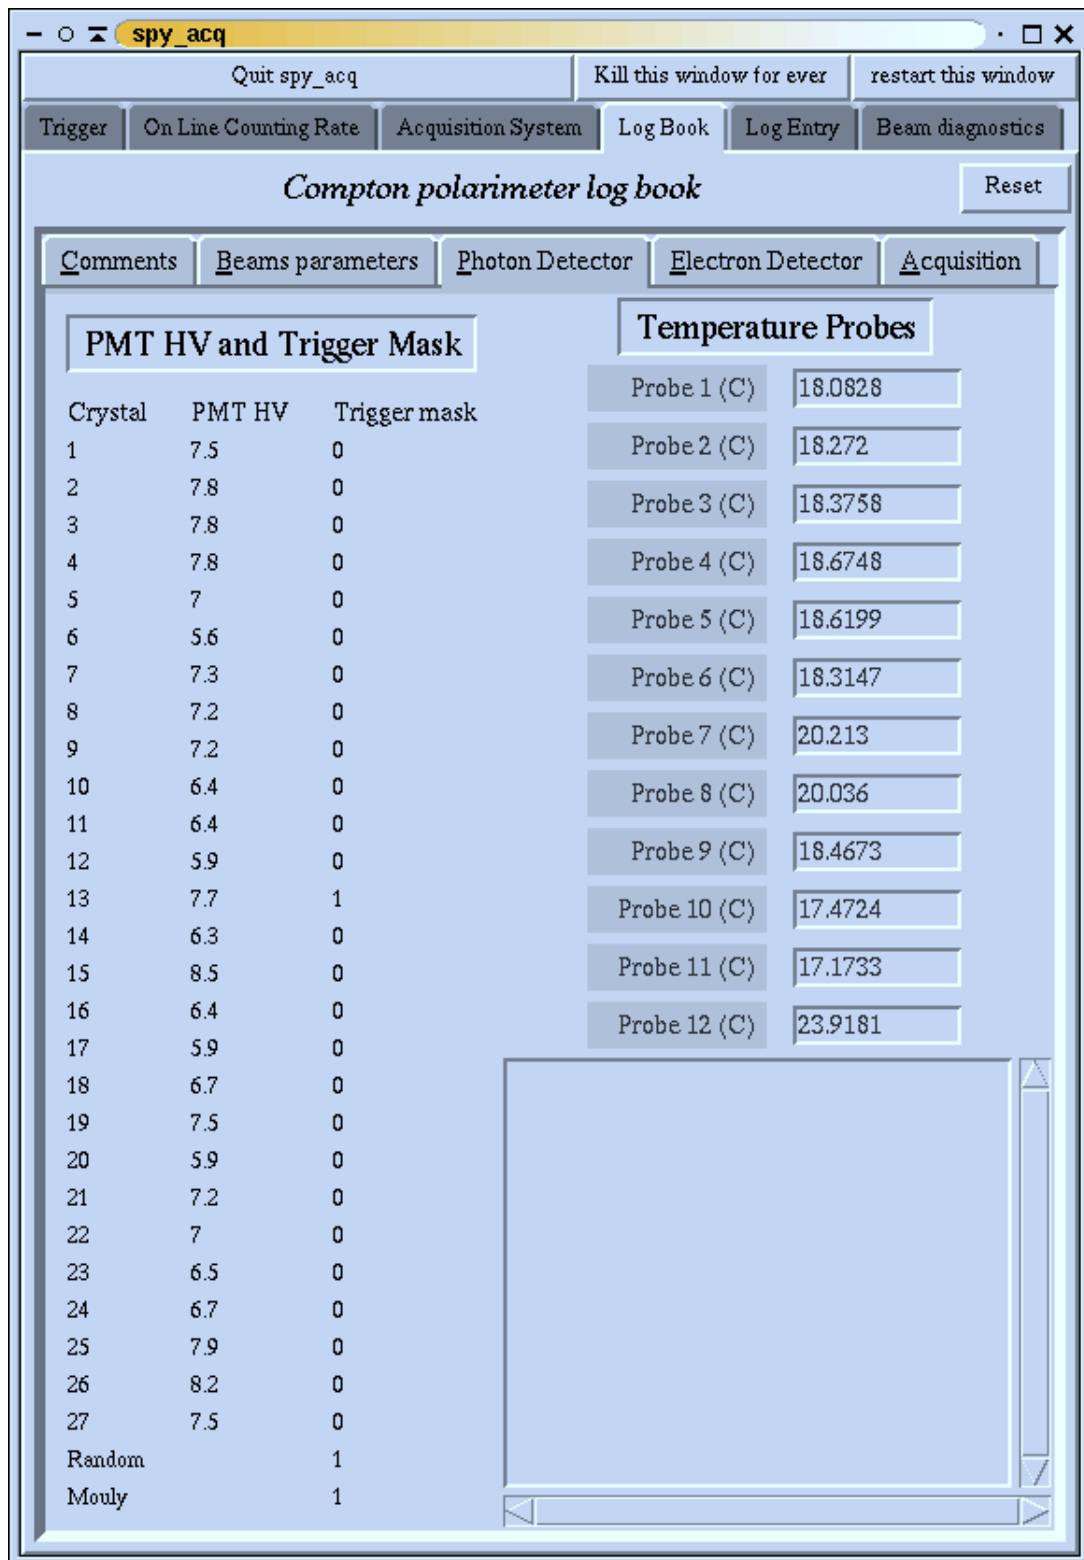 spy_acq
Quit spy_acq Kill this window for ever restart this window
Trigger On Line Counting Rate Acquisition System Log Book Log Entry Beam diagnostics
Compton polarimeter log book Reset
Comments Beams parameters Photon Detector Electron Detector Acquisition
PMT HV and Trigger Mask
Crystal PMT HV Trigger mask
1 7.5 0
2 7.8 0
3 7.8 0
4 7.8 0
5 7 0
6 5.6 0
7 7.3 0
8 7.2 0
9 7.2 0
10 6.4 0
11 6.4 0
12 5.9 0
13 7.7 1
14 6.3 0
15 8.5 0
16 6.4 0
17 5.9 0
18 6.7 0
19 7.5 0
20 5.9 0
21 7.2 0
22 7 0
23 6.5 0
24 6.7 0
25 7.9 0
26 8.2 0
27 7.5 0
Random 1
Mouly 1
Temperature Probes
Probe 1 (C) 18.0828
Probe 2 (C) 18.272
Probe 3 (C) 18.3758
Probe 4 (C) 18.6748
Probe 5 (C) 18.6199
Probe 6 (C) 18.3147
Probe 7 (C) 20.213
Probe 8 (C) 20.036
Probe 9 (C) 18.4673
Probe 10 (C) 17.4724
Probe 11 (C) 17.1733
Probe 12 (C) 23.9181